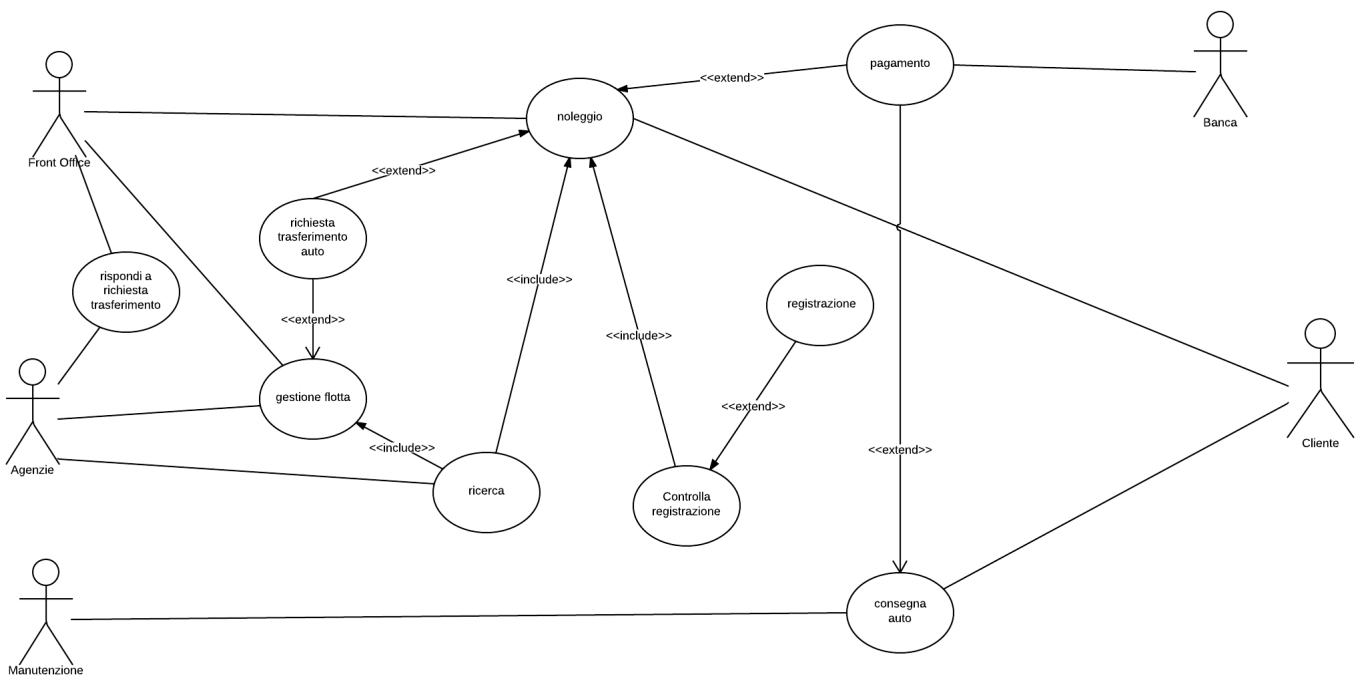 pagamento
<<extend>>
noleggio
Banca
Front Office
<<extend>>
richiesta
trasferimento
auto
rispondi a
richiesta
trasferimento
<<include>>
registrazione
<<extend>>
<<include>>
gestione flotta
<<extend>>
Cliente
<<include>>
<<extend>>
Agenzie
ricerca
Controlla
registrazione
consegna
auto
Manutenzione